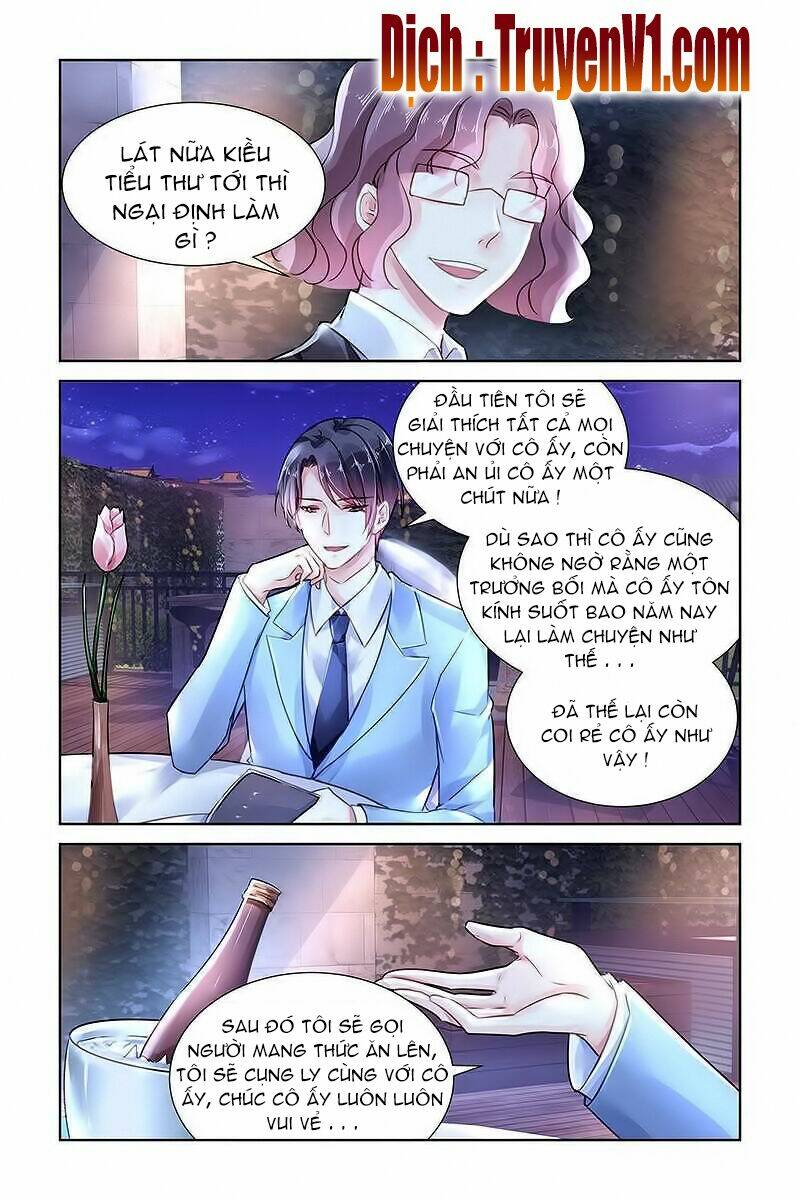 Dịch : TruyenV1.com
LÁT NỮA KIỀU
TIỂU THƯ TỚI THÌ
NGẠI ĐỊNH LÀM
GÌ ?
ĐẦU TIÊN TÔI SẼ
GIẢI THÍCH TẤT CẢ MỌI
CHUYỆN VỚI CÔ ẤY, CÒN
PHẢI AN ỦI CÔ ẤY MỘT
CHÚT NỮA !
DÙ SAO THÌ CÔ ẤY CŨNG
KHÔNG NGỜ RẰNG MỘT
TRƯỞNG BỐI MÀ CÔ ẤY TÔN
KÍNH SUỐT BAO NĂM NAY
LẠI LÀM CHUYỆN NHƯ
THẾ . . .
ĐÃ THẾ LẠI CÒN
COI RẺ CÔ ẤY NHƯ
VẬY !
SAU ĐÓ TÔI SẼ GỌI
NGƯỜI MANG THỨC ĂN LÊN,
TÔI SẼ CỤNG LY CÙNG VỚI CÔ
ẤY, CHÚC CÔ ẤY LUÔN LUÔN
VUI VẺ . . .